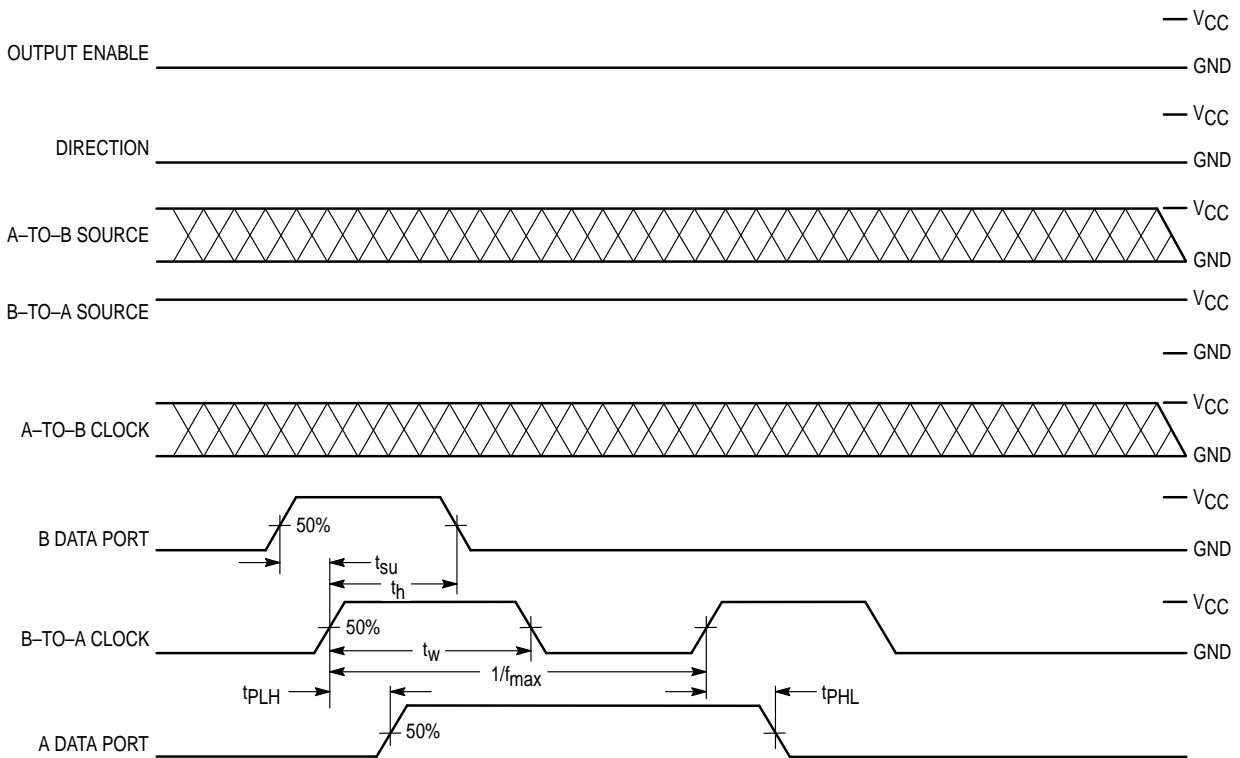 VCC
OUTPUT ENABLE
GND
VCC
DIRECTION
GND
VCC
A–TO–B SOURCE
GND
VCC
B–TO–A SOURCE
GND
VCC
A–TO–B CLOCK
GND
VCC
50%
B DATA PORT
GND
tsu
th
VCC
50%
B–TO–A CLOCK
GND
tw
1/fmax
tPLH
tPHL
50%
A DATA PORT